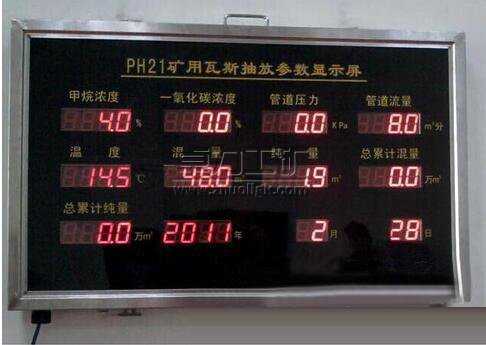 PH21矿用瓦斯抽放参数显示屏
甲烷浓度 一氧化碳浓度 管道压力 管道流量
4.0 % 0.0 % 0.0 KPa 8.0 m³分
温度 混量 纯量 总累计混量
14.5 ℃ 48.0 1.9 m³ 0.0 万m³
总累计纯量
0.0 万m³ 2011 年 2 月 28 日